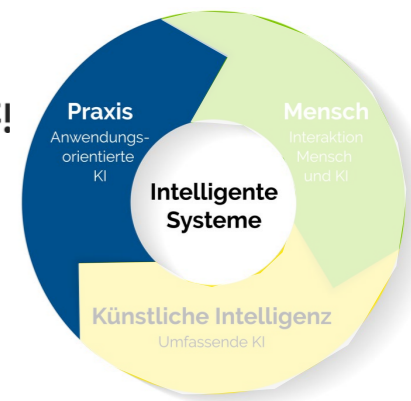 !
Praxis
Anwendungs-
orientierte
KI
Mensch
Interaktion
Mensch
und KI
Intelligente
Systeme
Künstliche Intelligenz
Umfassende KI